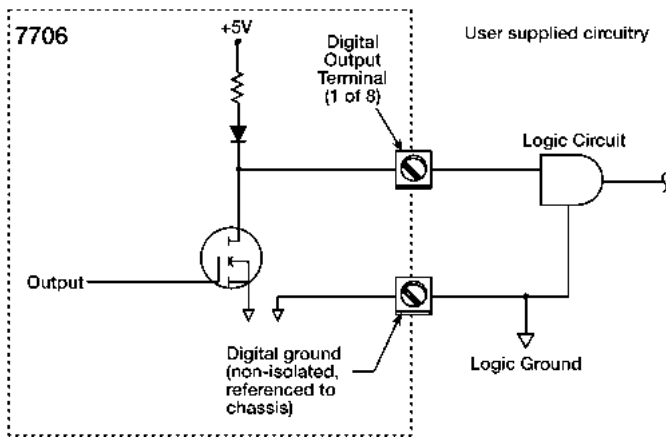 7706
+5V
Digital
Output
Terminal
(1 of 8)
User supplied circuitry
Logic Circuit
Output
Digital ground
(non-isolated,
referenced to
chassis)
Logic Ground